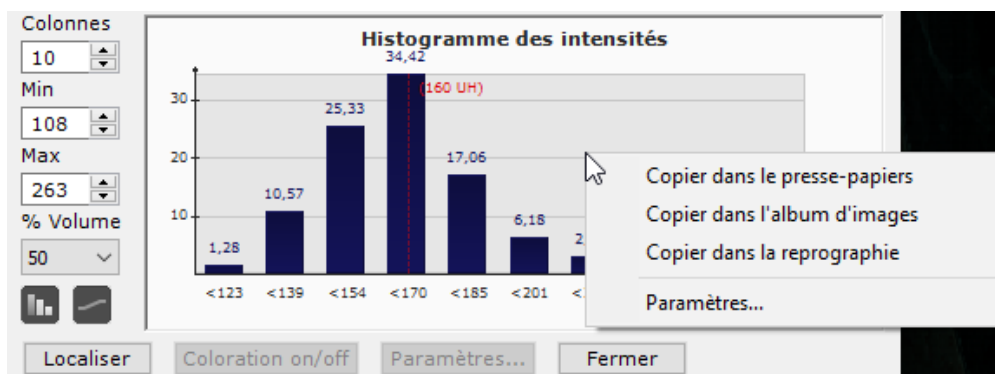 Colonnes
10
Min
108
Max
263
% Volume
50
Histogramme des intensités
34,42
(160 UH)
30
25,33
20
17,06
10,57
10
6,18
1,28
2
<123 <139 <154 <170 <185 <201 <
Copier dans le presse-papiers
Copier dans l'album d'images
Copier dans la reprographie
Paramètres...
Localiser Coloration on/off Paramètres... Fermer